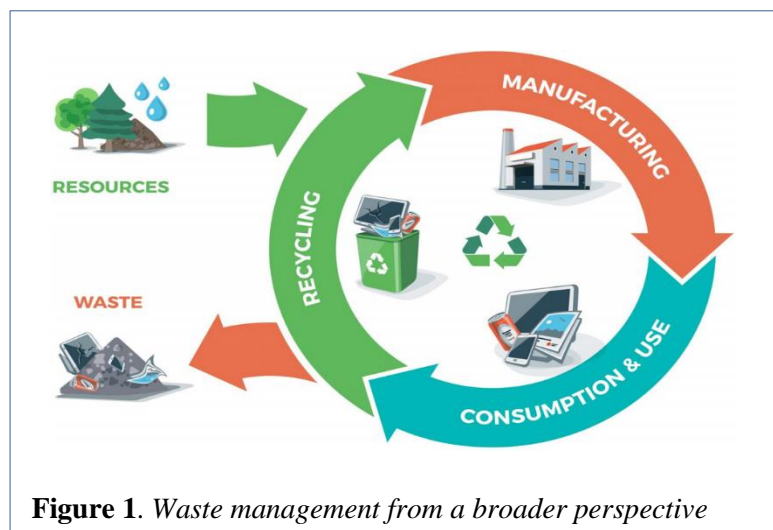 RESOURCES
WASTE
RECYCLING
MANUFACTURING
CONSUMPTION & USE
Figure 1. Waste management from a broader perspective